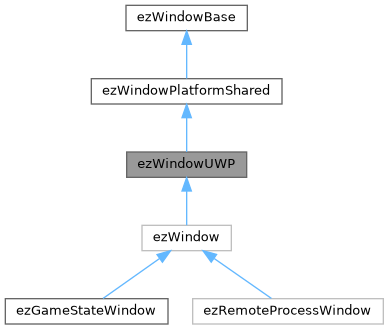 ezWindowBase
ezWindowPlatformShared
ezWindowUWP
ezWindow
ezGameStateWindow
ezRemoteProcessWindow